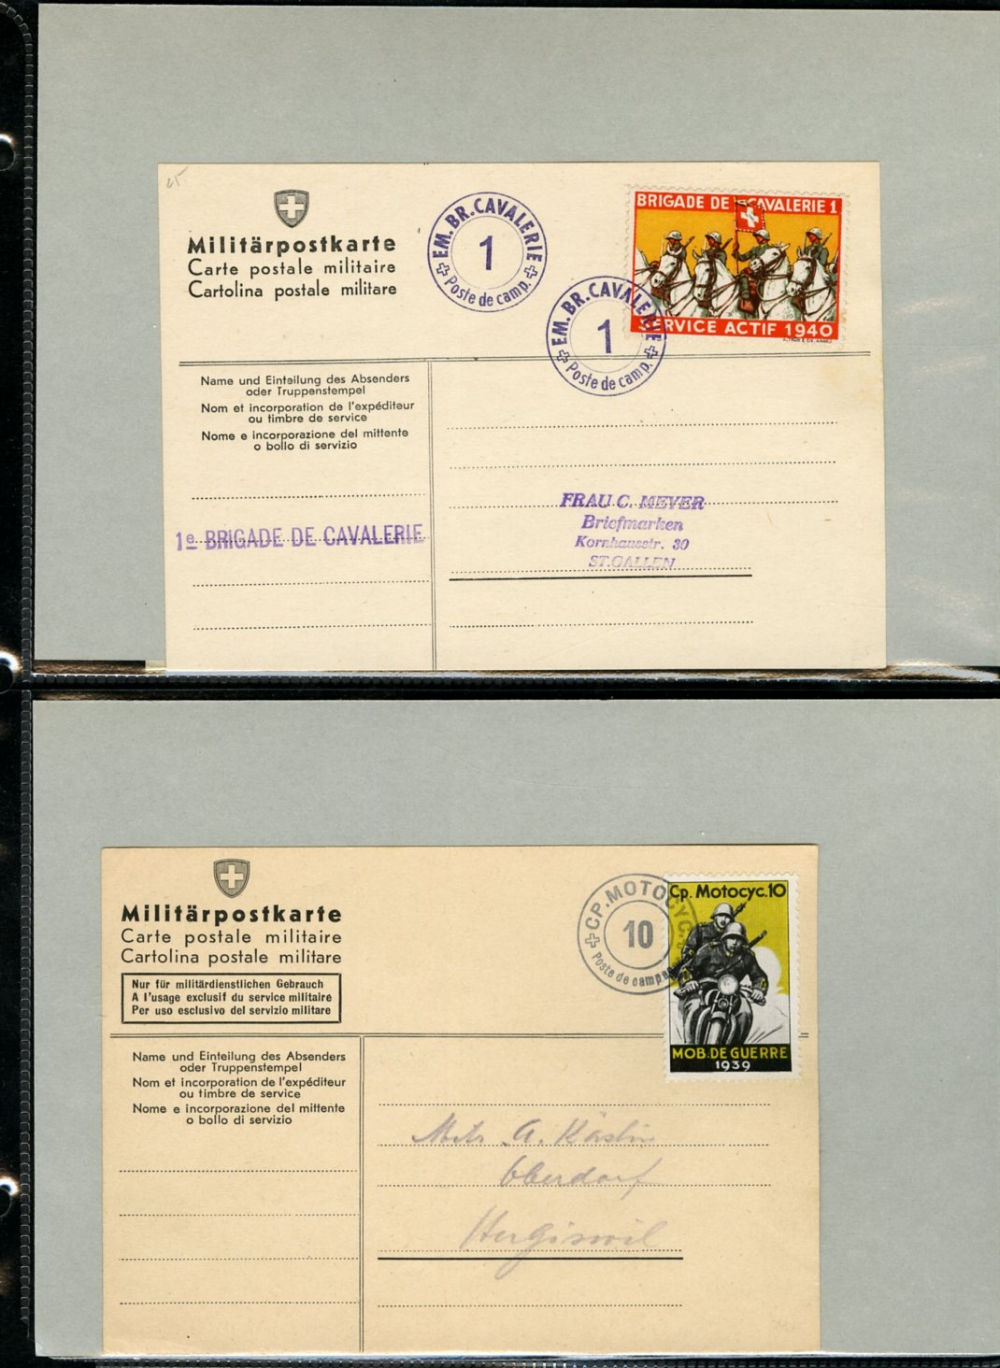 Militärpostkarte
Carte postale militaire
Cartolina postale militare
EM. BR. CAVALERIE
1
Poste de camp.
EM. BR. CAVALERIE
1
Poste de camp.
BRIGADE DE CAVALERIE 1
SERVICE ACTIF 1940
Name und Einteilung des Absenders
oder Truppenstempel
Nom et incorporation de l'expéditeur
ou timbre de service
Nome e incorporazione del mittente
o bollo di servizio
1e BRIGADE DE CAVALERIE
FRAU C. MEYER
Briefmarken
Kornhausstr. 30
ST. GALLEN
Militärpostkarte
Carte postale militaire
Cartolina postale militare
Nur für militärdienstlichen Gebrauch
A l'usage exclusif du service militaire
Per uso esclusivo del servizio militare
CP. MOTOCYC.
10
Poste de campa
Cp. Motocyc. 10
MOB. DE GUERRE
1939
Name und Einteilung des Absenders
oder Truppenstempel
Nom et incorporation de l'expéditeur
ou timbre de service
Nome e incorporazione del mittente
o bollo di servizio
A.
Oberdorf
Hergiswil